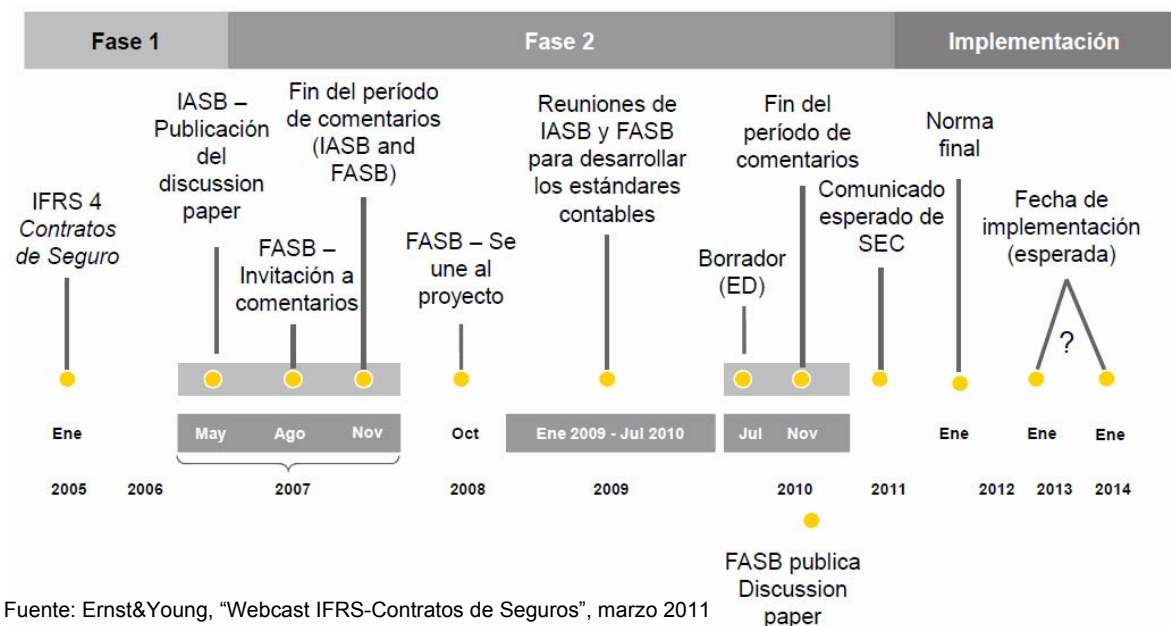 Fase 1
Fase 2
Implementación
IFRS 4
Contratos
de Seguro
IASB –
Publicación
del
discussion
paper
FASB –
Invitación a
comentarios
Fin del período
de comentarios
(IASB and
FASB)
FASB – Se
une al
proyecto
Reuniones de
IASB y FASB
para desarrollar
los estándares
contables
Borrador
(ED)
Fin del
período de
comentarios
Comunicado
esperado de
SEC
Norma
final
Fecha de
implementación
(esperada)
?
Ene
May
Ago
Nov
Oct
Ene 2009 - Jul 2010
Jul
Nov
Ene
Ene
Ene
2005
2006
2007
2008
2009
2010
2011
2012
2013
2014
FASB publica
Discussion
paper
Fuente: Ernst&Young, “Webcast IFRS-Contratos de Seguros”, marzo 2011